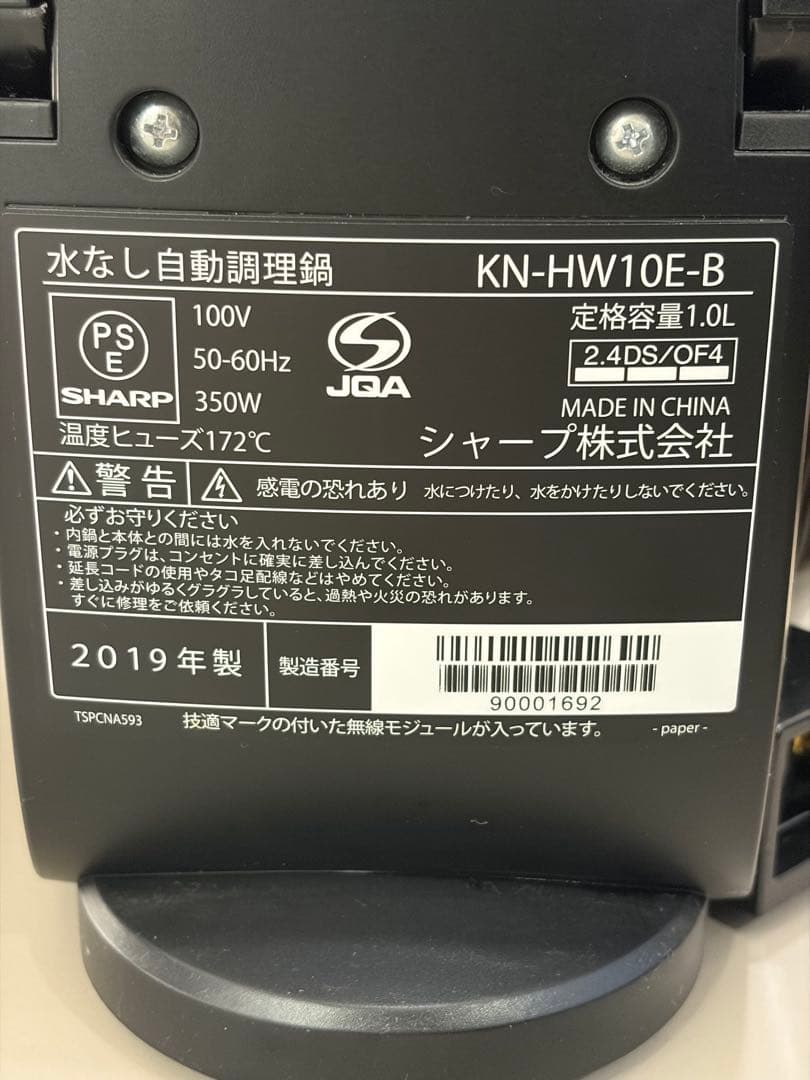 水なし自動調理鍋 KN-HW10E-B
PSE
SHARP
100V
50-60Hz
350W
JQA
定格容量1.0L
2.4DS/OF4
MADE IN CHINA
温度ヒューズ172℃
シャープ株式会社
警告 感電の恐れあり 水につけたり、水をかけたりしないでください。
必ずお守りください
・内鍋と本体との間には水を入れないでください。
・電源プラグは、コンセントに確実に差し込んでください。
・延長コードの使用やタコ足配線などはやめてください。
・差し込みがゆるくグラグラしていると、過熱や火災の恐れがあります。
すぐに修理をご依頼ください。
2019年製 製造番号
90001692
TSPCNA593 技適マークの付いた無線モジュールが入っています。 -paper-